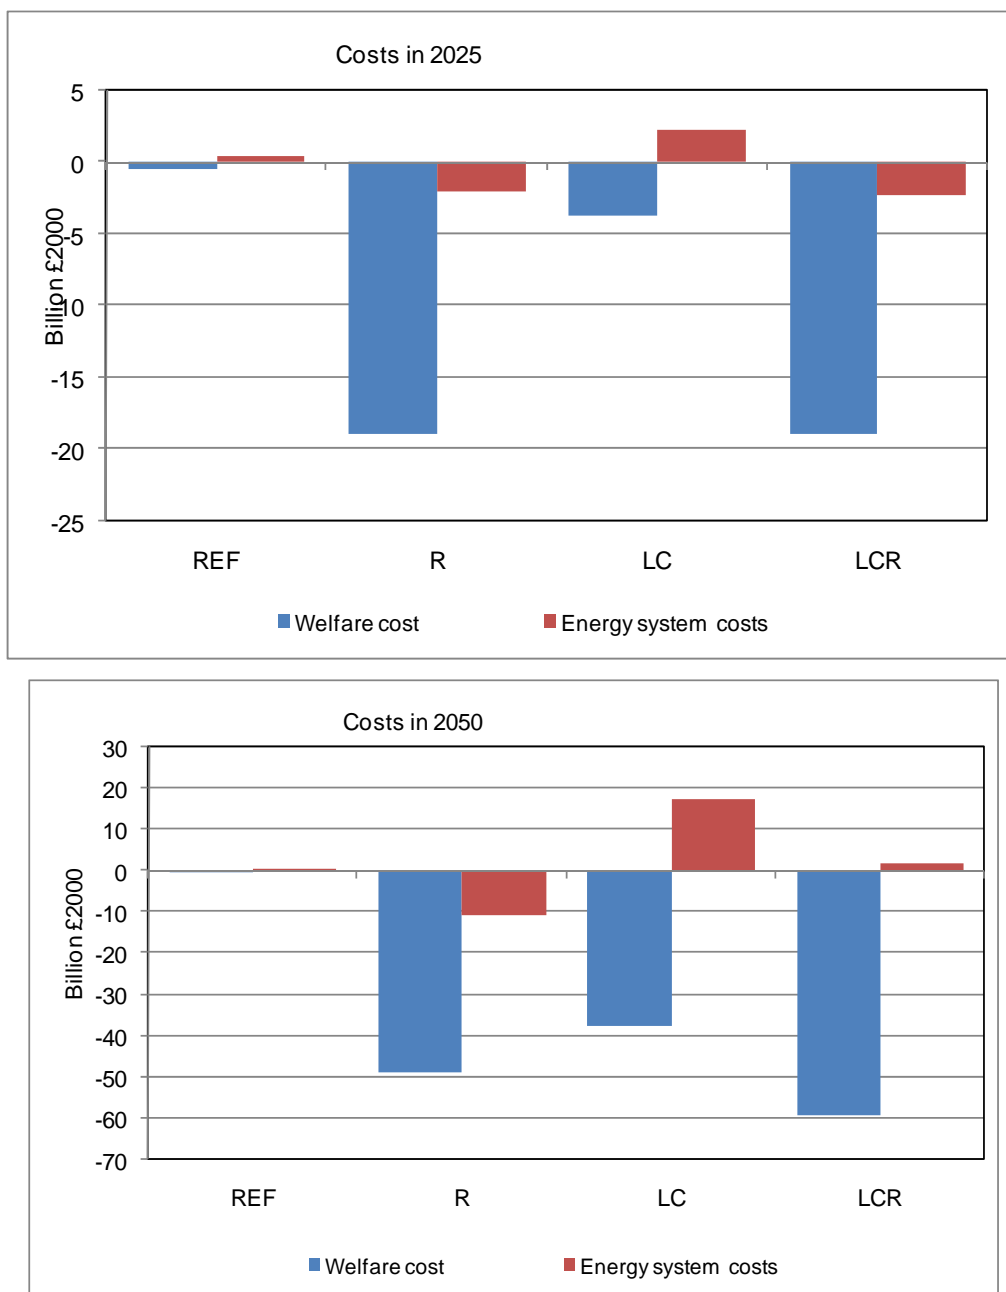 Costs in 2025
5
0
-5
-10
-15
-20
-25
Billion £2000
REF R LC LCR
Welfare cost Energy system costs
Costs in 2050
30
20
10
0
-10
-20
-30
-40
-50
-60
-70
Billion £2000
REF R LC LCR
Welfare cost Energy system costs